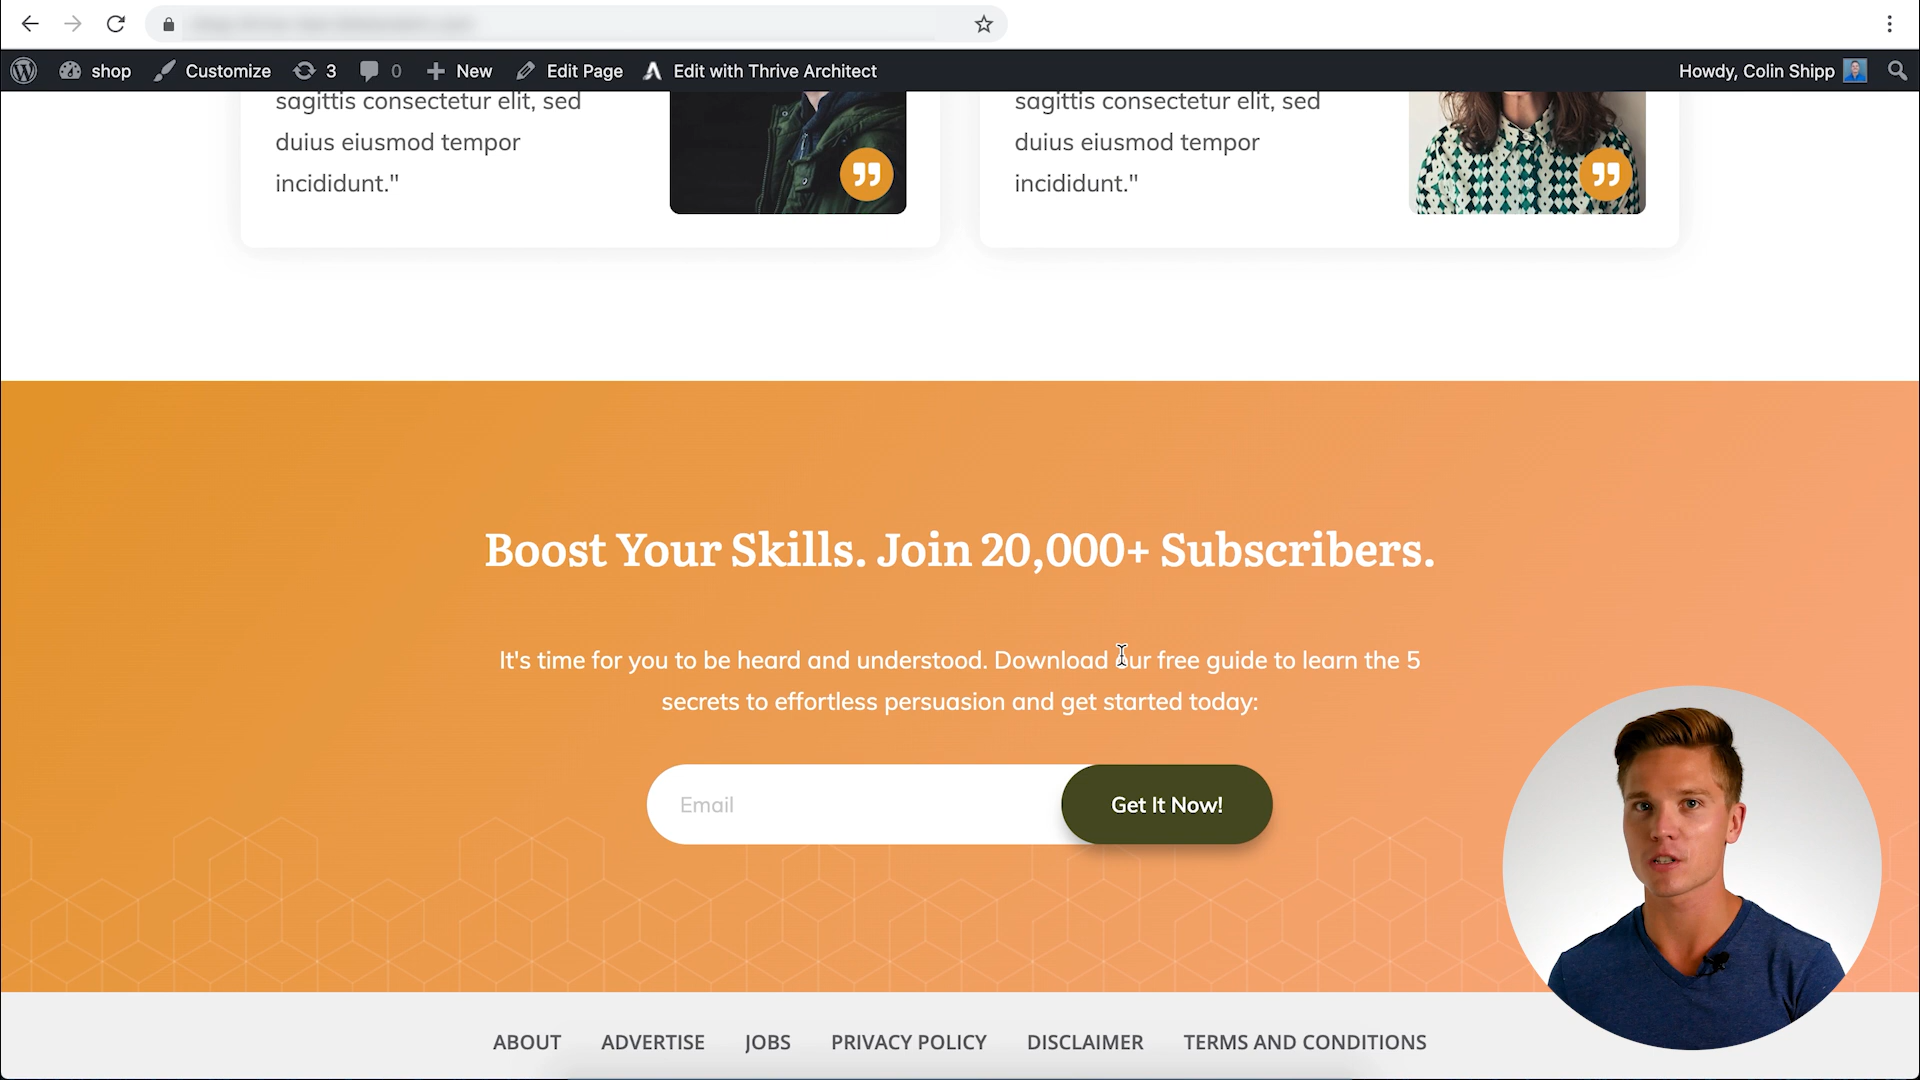 shop Customize 3 0 New Edit Page Edit with Thrive Architect Howdy, Colin Shipp
sagittis consectetur elit, sed
duius eiusmod tempor
incididunt."
sagittis consectetur elit, sed
duius eiusmod tempor
incididunt."
Boost Your Skills. Join 20,000+ Subscribers.
It's time for you to be heard and understood. Download our free guide to learn the 5
secrets to effortless persuasion and get started today:
Email Get It Now!
ABOUT ADVERTISE JOBS PRIVACY POLICY DISCLAIMER TERMS AND CONDITIONS